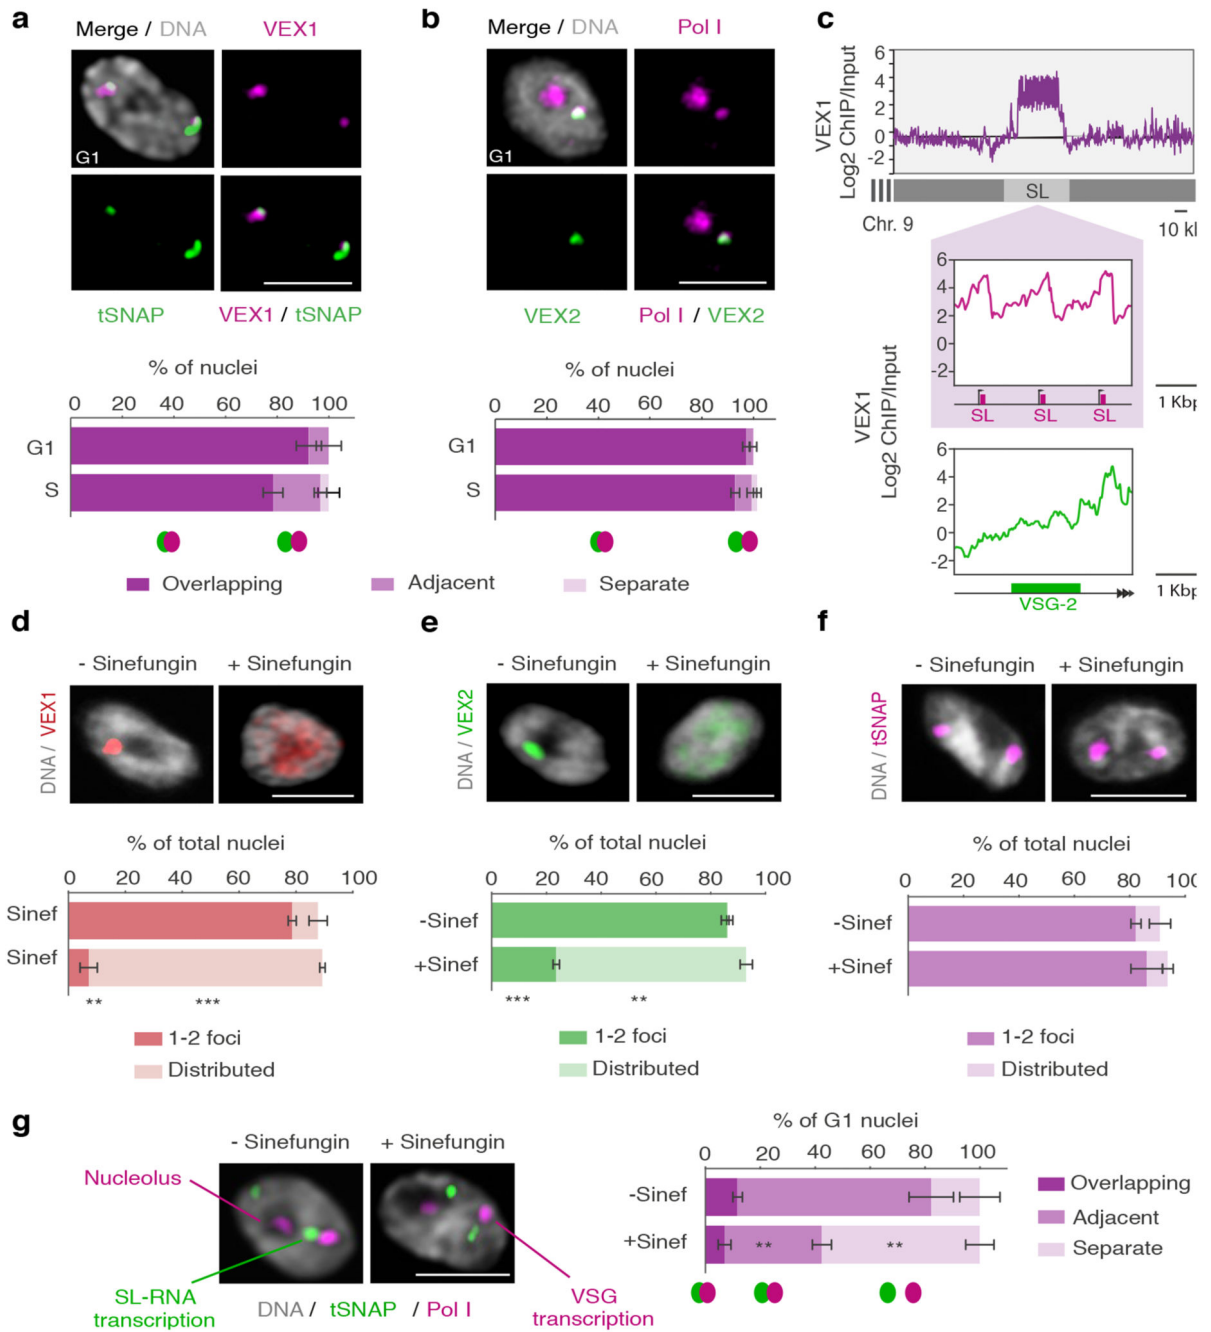 a
Merge / DNA
VEX1
G1
tSNAP
VEX1 / tSNAP
% of nuclei
0 20 40 60 80 100
G1
S
b
Merge / DNA
Pol I
G1
VEX2
Pol I / VEX2
% of nuclei
0 20 40 60 80 100
G1
S
Overlapping
Adjacent
Separate
c
VEX1
Log2 ChIP/Input
6
4
2
0
-2
SL
Chr. 9
10 kl
VEX1
Log2 ChIP/Input
6
4
2
0
-2
SL SL SL
1 Kbp
6
4
2
0
-2
VSG-2
1 Kbp
d
- Sinefungin
+ Sinefungin
DNA / VEX1
% of total nuclei
0 20 40 60 80 100
Sinef
Sinef
** ***
1-2 foci
Distributed
e
- Sinefungin
+ Sinefungin
DNA / VEX2
% of total nuclei
0 20 40 60 80 100
-Sinef
+Sinef
*** **
1-2 foci
Distributed
f
- Sinefungin
+ Sinefungin
DNA / tSNAP
% of total nuclei
0 20 40 60 80 100
-Sinef
+Sinef
1-2 foci
Distributed
g
- Sinefungin
+ Sinefungin
Nucleolus
SL-RNA
transcription
DNA / tSNAP / Pol I
VSG
transcription
% of G1 nuclei
0 20 40 60 80 100
-Sinef
+Sinef
** **
Overlapping
Adjacent
Separate